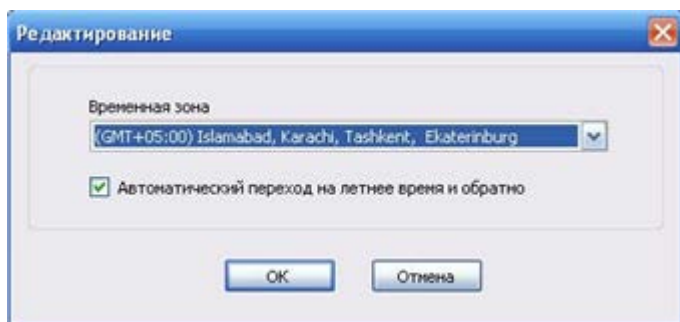 Редактирование
Временная зона
(GMT+05:00) Islamabad, Karachi, Tashkent, Ekaterinburg
Автоматический переход на летнее время и обратно
OK
Отмена